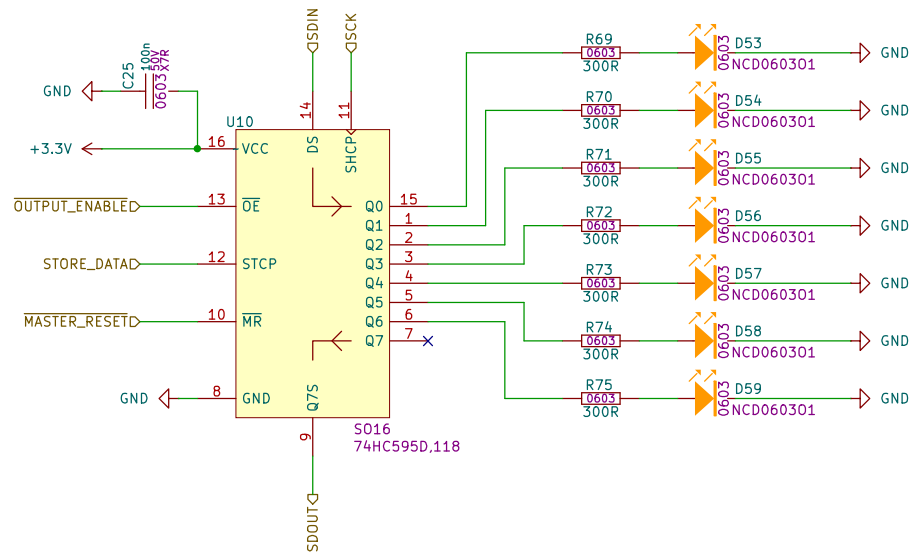 SDIN
SCK
C25
100n
50V
X7R
0603
GND
+3.3V
U10
14
11
DS
SHCP
16
VCC
OUTPUT_ENABLE
13
OE
STORE_DATA
12
STCP
MASTER_RESET
10
MR
GND
8
GND
Q7S
9
SDOUT
Q0
15
Q1
1
Q2
2
Q3
3
Q4
4
Q5
5
Q6
6
Q7
7
SO16
74HC595D,118
R69
0603
300R
D53
0603
NCD0603O1
GND
R70
0603
300R
D54
0603
NCD0603O1
GND
R71
0603
300R
D55
0603
NCD0603O1
GND
R72
0603
300R
D56
0603
NCD0603O1
GND
R73
0603
300R
D57
0603
NCD0603O1
GND
R74
0603
300R
D58
0603
NCD0603O1
GND
R75
0603
300R
D59
0603
NCD0603O1
GND